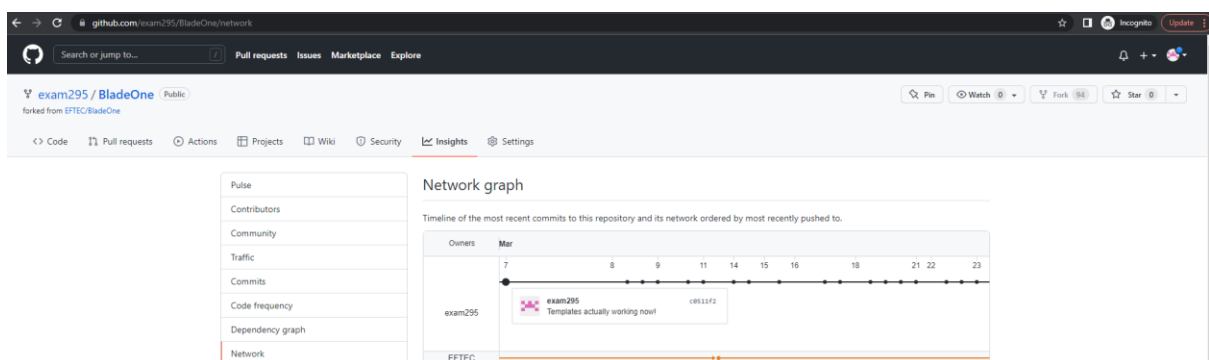 github.com/exam295/BladeOne/network
Incognito
Update
Search or jump to...
/
Pull requests Issues Marketplace Explore
exam295 / BladeOne Public
forked from EFTEC/BladeOne
Pin
Watch 0
Fork 94
Star 0
Code Pull requests Actions Projects Wiki Security Insights Settings
Pulse
Contributors
Community
Traffic
Commits
Code frequency
Dependency graph
Network
Network graph
Timeline of the most recent commits to this repository and its network ordered by most recently pushed to.
Owners Mar
7 8 9 11 14 15 16 18 21 22 23
exam295
exam295 c0511f2
Templates actually working now!
EFTEC